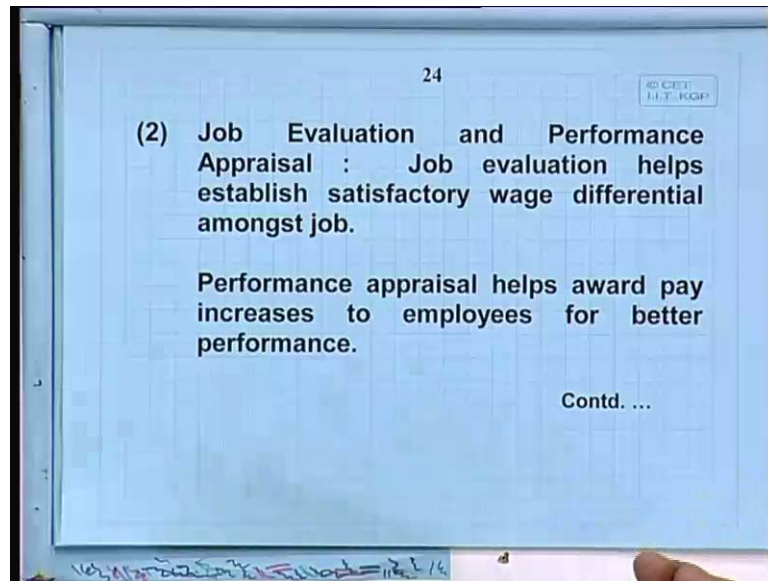 24
© CET
I.I.T. KGP
(2) Job Evaluation and Performance
Appraisal : Job evaluation helps
establish satisfactory wage differential
amongst job.
Performance appraisal helps award pay
increases to employees for better
performance.
Contd. ...